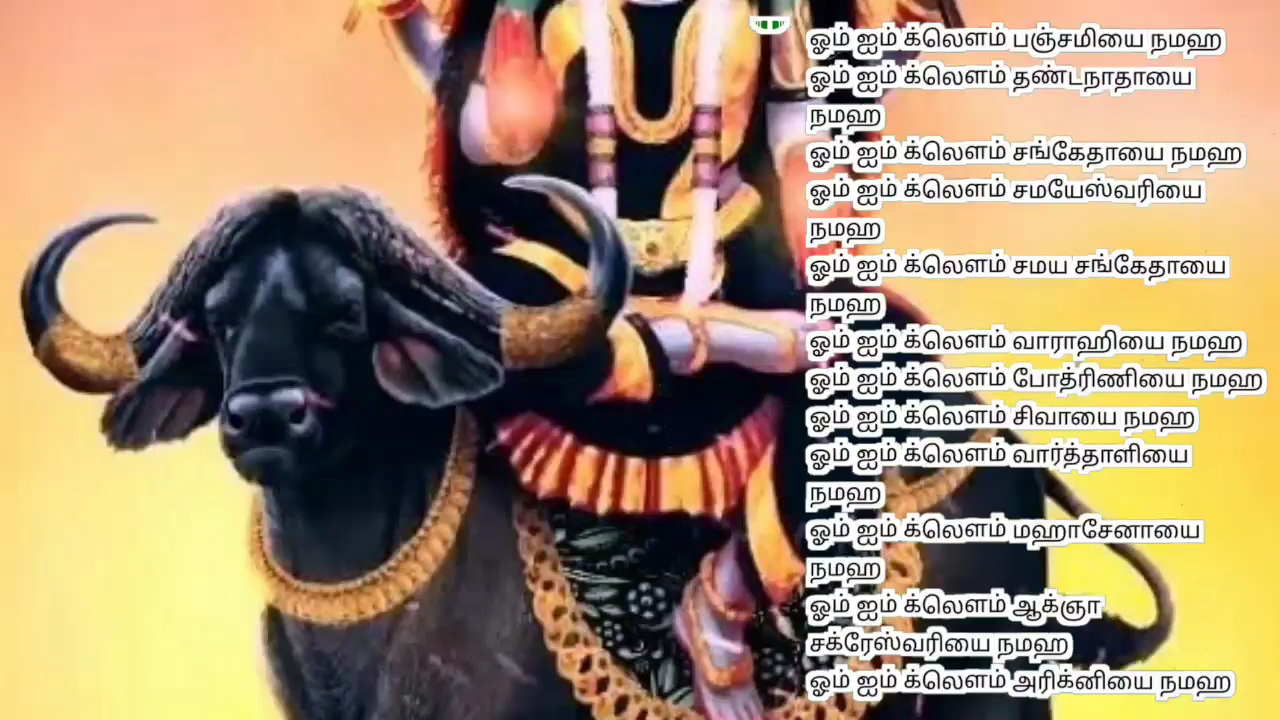 ஓம் ஐம் க்லௌம் பஞ்சமியை நமஹ
ஓம் ஐம் க்லௌம் தண்டநாதாயை
நமஹ
ஓம் ஐம் க்லௌம் சங்கேதாயை நமஹ
ஓம் ஐம் க்லௌம் சமயேஸ்வரியை
நமஹ
ஓம் ஐம் க்லௌம் சமய சங்கேதாயை
நமஹ
ஓம் ஐம் க்லௌம் வாராஹியை நமஹ
ஓம் ஐம் க்லௌம் போத்ரிணியை நமஹ
ஓம் ஐம் க்லௌம் சிவாயை நமஹ
ஓம் ஐம் க்லௌம் வார்த்தாளியை
நமஹ
ஓம் ஐம் க்லௌம் மஹாசேனாயை
நமஹ
ஓம் ஐம் க்லௌம் ஆக்ஞா
சக்ரேஸ்வரியை நமஹ
ஓம் ஐம் க்லௌம் அரிக்னியை நமஹ